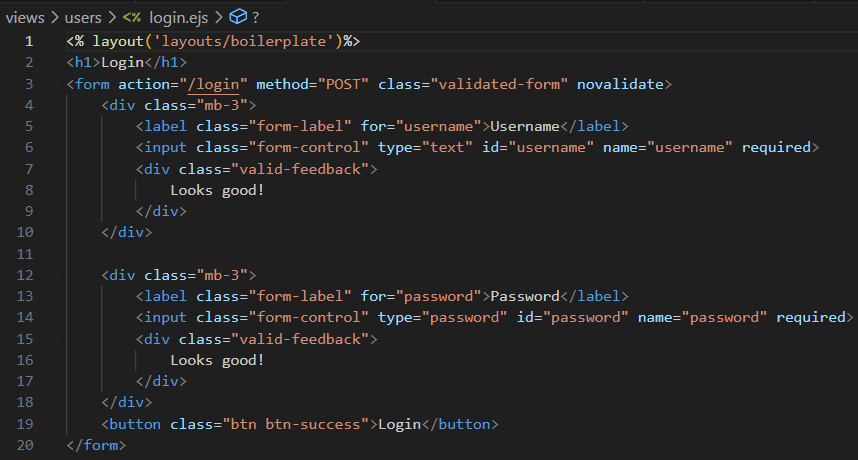 views > users > <% login.ejs > ?
1 <% layout('layouts/boilerplate')%>
2 <h1>Login</h1>
3 <form action="/login" method="POST" class="validated-form" novalidate>
4     <div class="mb-3">
5         <label class="form-label" for="username">Username</label>
6         <input class="form-control" type="text" id="username" name="username" required>
7         <div class="valid-feedback">
8             Looks good!
9         </div>
10     </div>
11
12     <div class="mb-3">
13         <label class="form-label" for="password">Password</label>
14         <input class="form-control" type="password" id="password" name="password" required>
15         <div class="valid-feedback">
16             Looks good!
17         </div>
18     </div>
19     <button class="btn btn-success">Login</button>
20 </form>